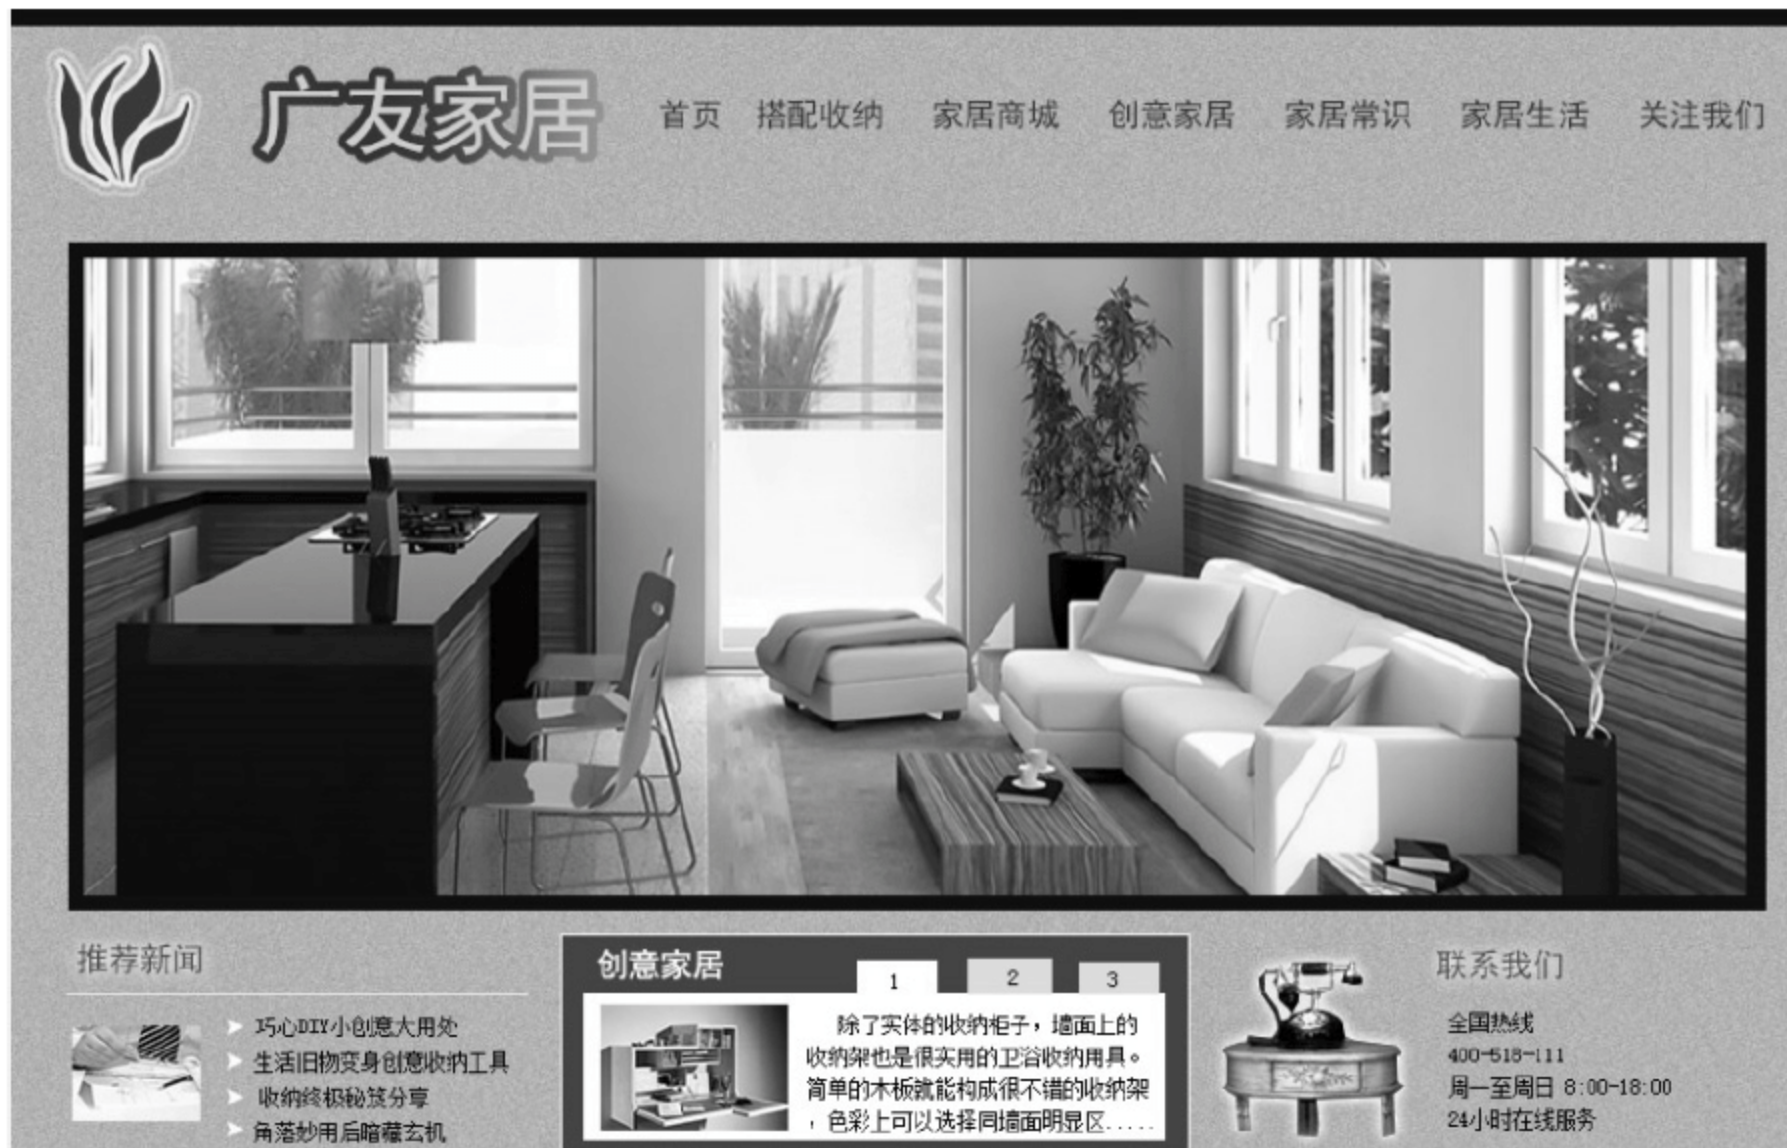 广友家居
首页 搭配收纳 家居商城 创意家居 家居常识 家居生活 关注我们
推荐新闻
巧心DIY小创意大用处
生活旧物变身创意收纳工具
收纳终极秘笈分享
角落妙用后暗藏玄机
创意家居
1 2 3
除了实体的收纳柜子，墙面上的
收纳架也是很实用的卫浴收纳用具。
简单的木板就能构成很不错的收纳架
，色彩上可以选择同墙面明显区.....
联系我们
全国热线
400-518-111
周一至周日 8:00-18:00
24小时在线服务